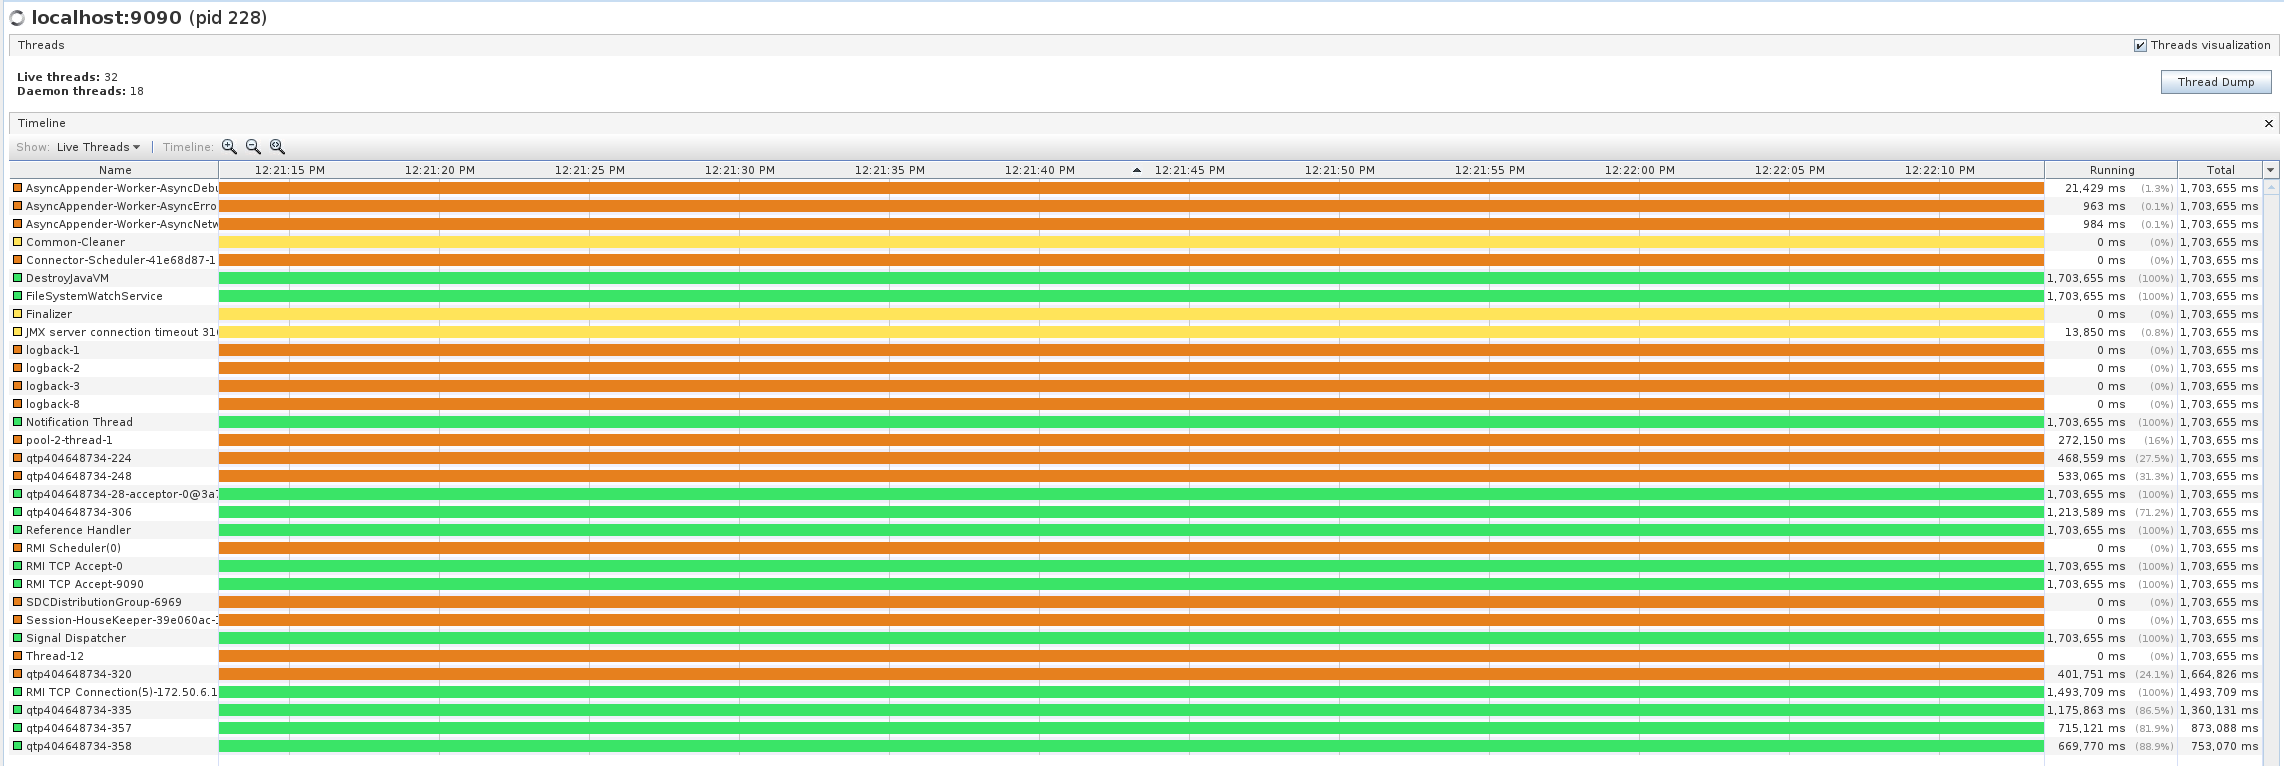 localhost:9090 (pid 228)
Threads
Threads visualization
Live threads: 32
Daemon threads: 18
Thread Dump
Timeline
Show: Live Threads Timeline:
Name 12:21:15 PM 12:21:20 PM 12:21:25 PM 12:21:30 PM 12:21:35 PM 12:21:40 PM 12:21:45 PM 12:21:50 PM 12:21:55 PM 12:22:00 PM 12:22:05 PM 12:22:10 PM Running Total
AsyncAppender-Worker-AsyncDebu 21,429 ms (1.3%) 1,703,655 ms
AsyncAppender-Worker-AsyncErro 963 ms (0.1%) 1,703,655 ms
AsyncAppender-Worker-AsyncNetw 984 ms (0.1%) 1,703,655 ms
Common-Cleaner 0 ms (0%) 1,703,655 ms
Connector-Scheduler-41e68d87-1 0 ms (0%) 1,703,655 ms
DestroyJavaVM 1,703,655 ms (100%) 1,703,655 ms
FileSystemWatchService 1,703,655 ms (100%) 1,703,655 ms
Finalizer 0 ms (0%) 1,703,655 ms
JMX server connection timeout 31 13,850 ms (0.8%) 1,703,655 ms
logback-1 0 ms (0%) 1,703,655 ms
logback-2 0 ms (0%) 1,703,655 ms
logback-3 0 ms (0%) 1,703,655 ms
logback-8 0 ms (0%) 1,703,655 ms
Notification Thread 1,703,655 ms (100%) 1,703,655 ms
pool-2-thread-1 272,150 ms (16%) 1,703,655 ms
qtp404648734-224 468,559 ms (27.5%) 1,703,655 ms
qtp404648734-248 533,065 ms (31.3%) 1,703,655 ms
qtp404648734-28-acceptor-0@3a7 1,703,655 ms (100%) 1,703,655 ms
qtp404648734-306 1,213,589 ms (71.2%) 1,703,655 ms
Reference Handler 1,703,655 ms (100%) 1,703,655 ms
RMI Scheduler(0) 0 ms (0%) 1,703,655 ms
RMI TCP Accept-0 1,703,655 ms (100%) 1,703,655 ms
RMI TCP Accept-9090 1,703,655 ms (100%) 1,703,655 ms
SDCDistributionGroup-6969 0 ms (0%) 1,703,655 ms
Session-HouseKeeper-39e060ac- 0 ms (0%) 1,703,655 ms
Signal Dispatcher 1,703,655 ms (100%) 1,703,655 ms
Thread-12 0 ms (0%) 1,703,655 ms
qtp404648734-320 401,751 ms (24.1%) 1,664,826 ms
RMI TCP Connection(5)-172.50.6.1 1,493,709 ms (100%) 1,493,709 ms
qtp404648734-335 1,175,863 ms (86.5%) 1,360,131 ms
qtp404648734-357 715,121 ms (81.9%) 873,088 ms
qtp404648734-358 669,770 ms (88.9%) 753,070 ms